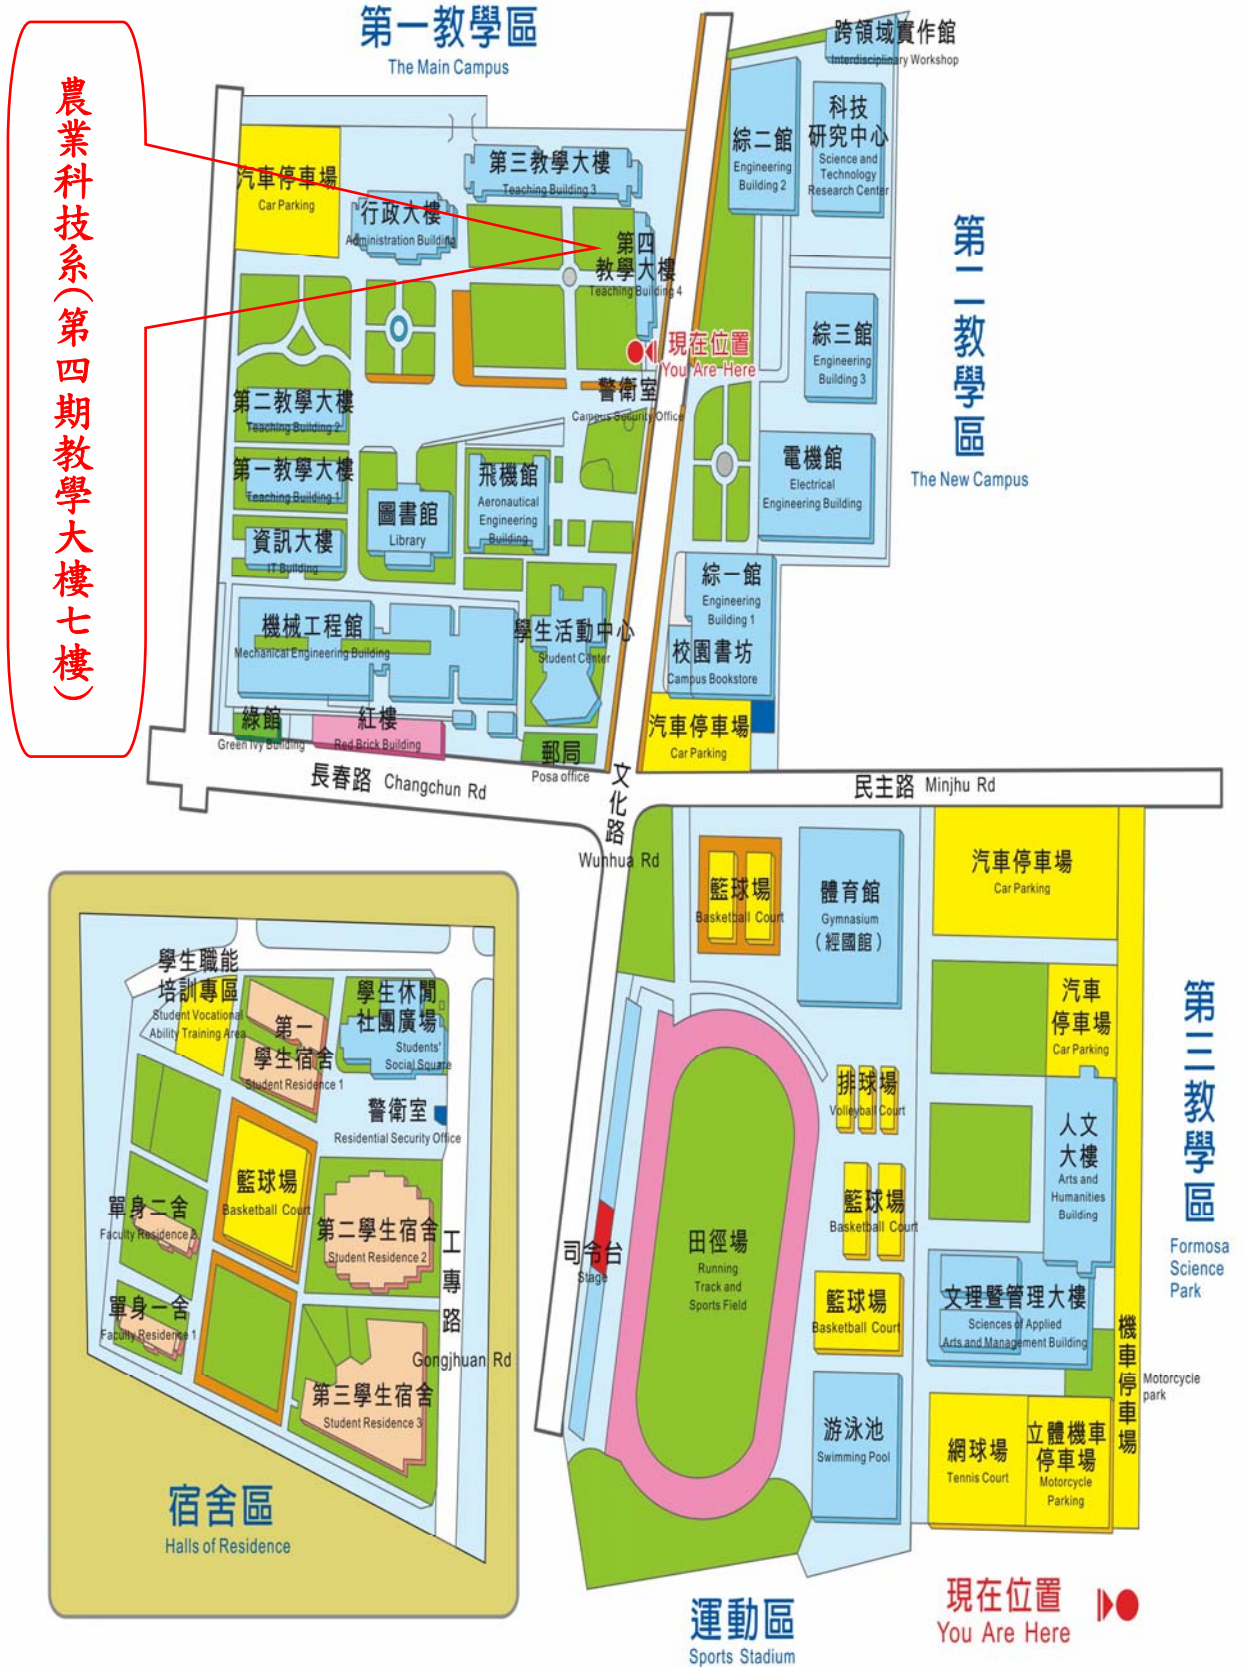 農業科技系(第四期教學大樓七樓)
第一教學區
The Main Campus
跨領域實作館
Interdisciplinary Workshop
汽車停車場
Car Parking
行政大樓
Administration Building
第三教學大樓
Teaching Building 3
第四
教學大樓
Teaching Building 4
綜二館
Engineering
Building 2
科技
研究中心
Science and
Technology
Research Center
第二教學區
The New Campus
現在位置
You Are Here
綜三館
Engineering
Building 3
警衛室
Campus Security Office
第二教學大樓
Teaching Building 2
第一教學大樓
Teaching Building 1
圖書館
Library
飛機館
Aeronautical
Engineering
Building
電機館
Electrical
Engineering Building
資訊大樓
IT Building
綜一館
Engineering
Building 1
校園書坊
Campus Bookstore
機械工程館
Mechanical Engineering Building
學生活動中心
Student Center
綠館
Green Ivy Building
紅樓
Red Brick Building
郵局
Posa office
汽車停車場
Car Parking
長春路 Changchun Rd
文化路
Wunhua Rd
民主路 Minjhu Rd
籃球場
Basketball Court
體育館
Gymnasium
(經國館)
汽車停車場
Car Parking
汽車
停車場
Car Parking
第三教學區
Formosa
Science
Park
排球場
Volleyball Court
人文
大樓
Arts and
Humanities
Building
籃球場
Basketball Court
田徑場
Running
Track and
Sports Field
司令台
Stage
籃球場
Basketball Court
文理暨管理大樓
Sciences of Applied
Arts and Management Building
機車停車場
Motorcycle
park
游泳池
Swimming Pool
網球場
Tennis Court
立體機車
停車場
Motorcycle
Parking
學生職能
培訓專區
Student Vocational
Ability Training Area
第一
學生宿舍
Student Residence 1
學生休閒
社團廣場
Students'
Social Square
警衛室
Residential Security Office
籃球場
Basketball Court
單身二舍
Faculty Residence 2
第二學生宿舍
Student Residence 2
單身一舍
Faculty Residence 1
工專路
Gongjhuan Rd
第三學生宿舍
Student Residence 3
宿舍區
Halls of Residence
運動區
Sports Stadium
現在位置
You Are Here